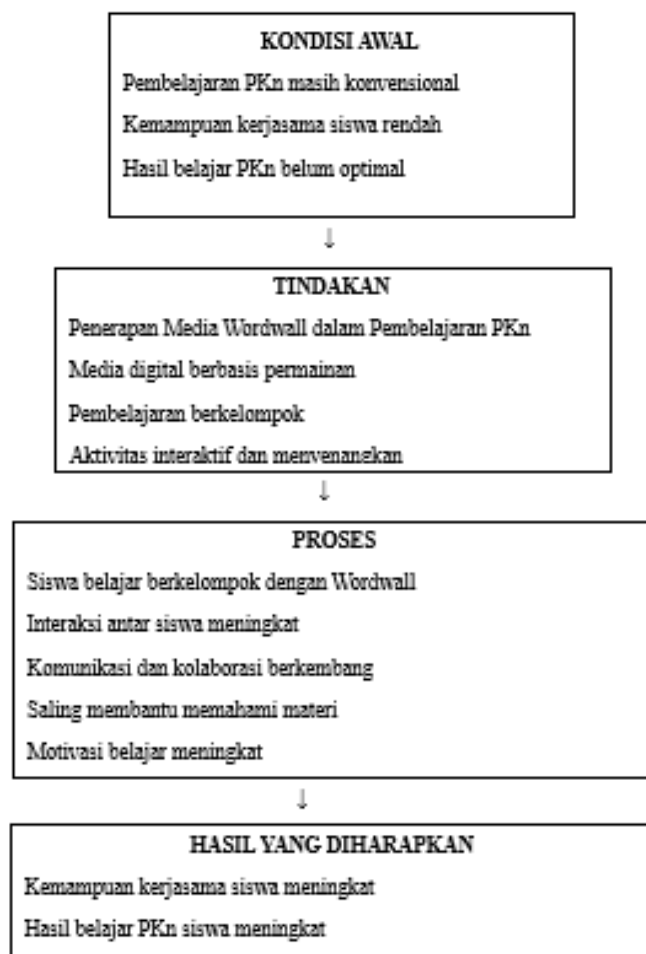 KONDISI AWAL
Pembelajaran PKn masih konvensional
Kemampuan kerjasama siswa rendah
Hasil belajar PKn belum optimal
↓
TINDAKAN
Penerapan Media Wordwall dalam Pembelajaran PKn
Media digital berbasis permainan
Pembelajaran berkelompok
Aktivitas interaktif dan menyenangkan
↓
PROSES
Siswa belajar berkelompok dengan Wordwall
Interaksi antar siswa meningkat
Komunikasi dan kolaborasi berkembang
Saling membantu memahami materi
Motivasi belajar meningkat
↓
HASIL YANG DIHARAPKAN
Kemampuan kerjasama siswa meningkat
Hasil belajar PKn siswa meningkat